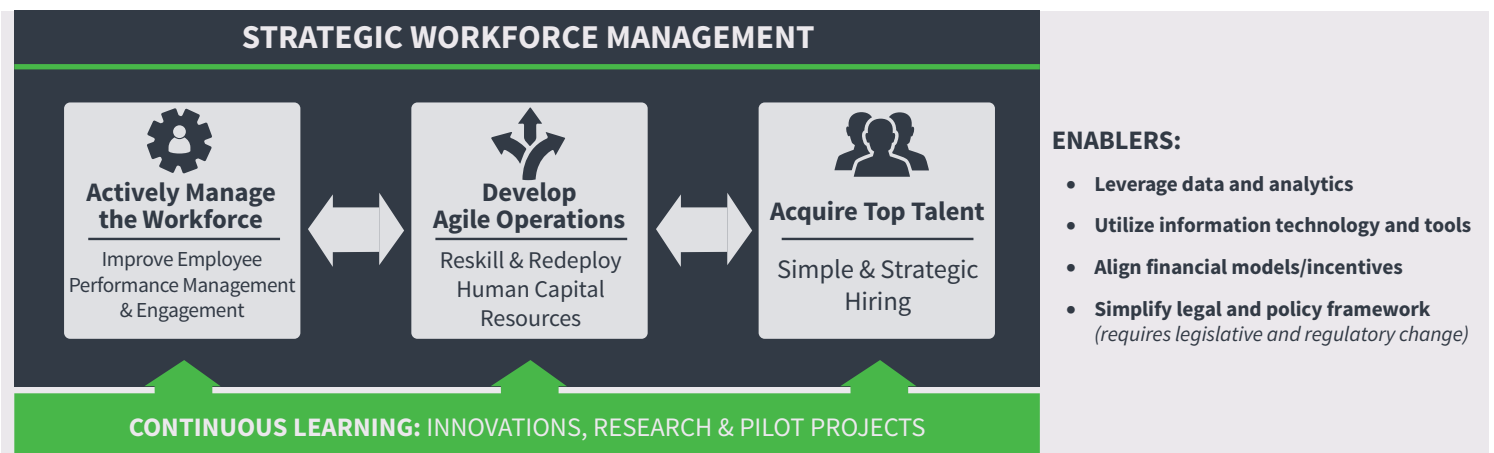 STRATEGIC WORKFORCE MANAGEMENT
Actively Manage
the Workforce
Improve Employee
Performance Management
& Engagement
Develop
Agile Operations
Reskill & Redeploy
Human Capital
Resources
Acquire Top Talent
Simple & Strategic
Hiring
CONTINUOUS LEARNING: INNOVATIONS, RESEARCH & PILOT PROJECTS
ENABLERS:
• Leverage data and analytics
• Utilize information technology and tools
• Align financial models/incentives
• Simplify legal and policy framework
(requires legislative and regulatory change)